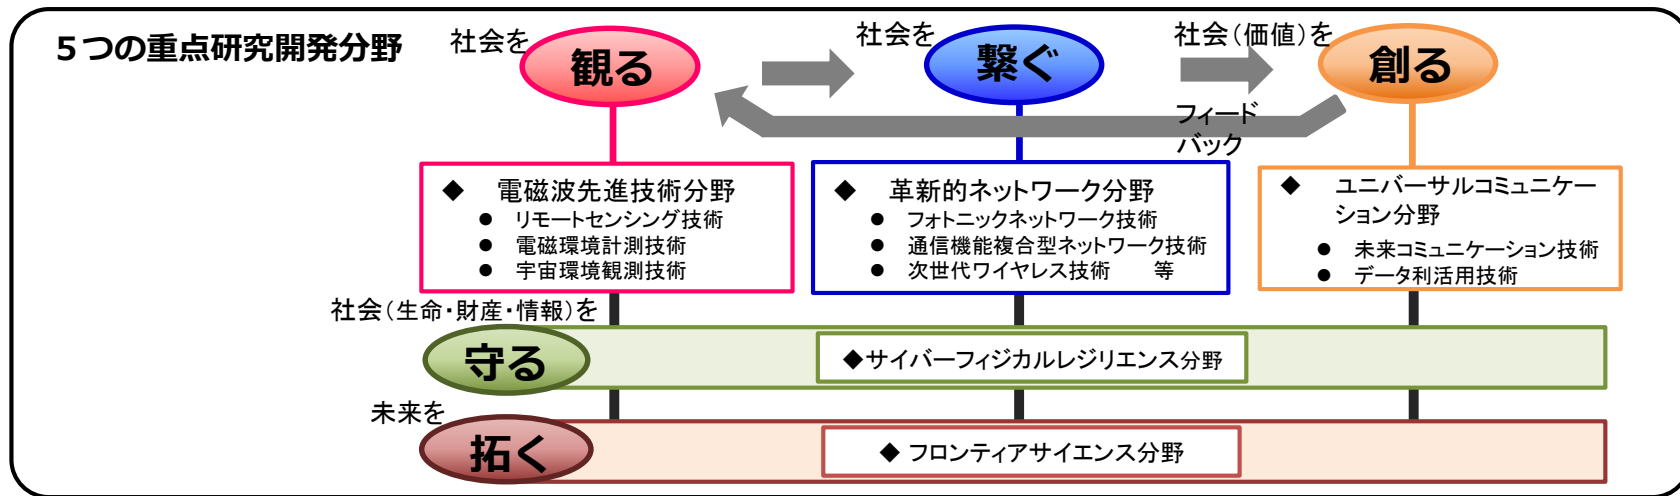 ５つの重点研究開発分野
社会を
観る
社会を
繋ぐ
社会（価値）を
創る
フィード
バック
◆ 電磁波先進技術分野
● リモートセンシング技術
● 電磁環境計測技術
● 宇宙環境観測技術
◆ 革新的ネットワーク分野
● フォトニックネットワーク技術
● 通信機能複合型ネットワーク技術
● 次世代ワイヤレス技術　　等
◆ ユニバーサルコミュニケー
ション分野
● 未来コミュニケーション技術
● データ利活用技術
社会（生命・財産・情報）を
守る
◆サイバーフィジカルレジリエンス分野
未来を
拓く
◆ フロンティアサイエンス分野